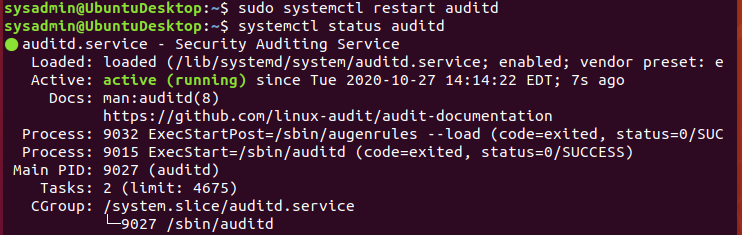 sysadmin@UbuntuDesktop:~$ sudo systemctl restart auditd
sysadmin@UbuntuDesktop:~$ systemctl status auditd
● auditd.service - Security Auditing Service
   Loaded: loaded (/lib/systemd/system/auditd.service; enabled; vendor preset: e
   Active: active (running) since Tue 2020-10-27 14:14:22 EDT; 7s ago
     Docs: man:auditd(8)
           https://github.com/linux-audit/audit-documentation
  Process: 9032 ExecStartPost=/sbin/augenrules --load (code=exited, status=0/SUC
  Process: 9015 ExecStart=/sbin/auditd (code=exited, status=0/SUCCESS)
 Main PID: 9027 (auditd)
    Tasks: 2 (limit: 4675)
   CGroup: /system.slice/auditd.service
           └─9027 /sbin/auditd